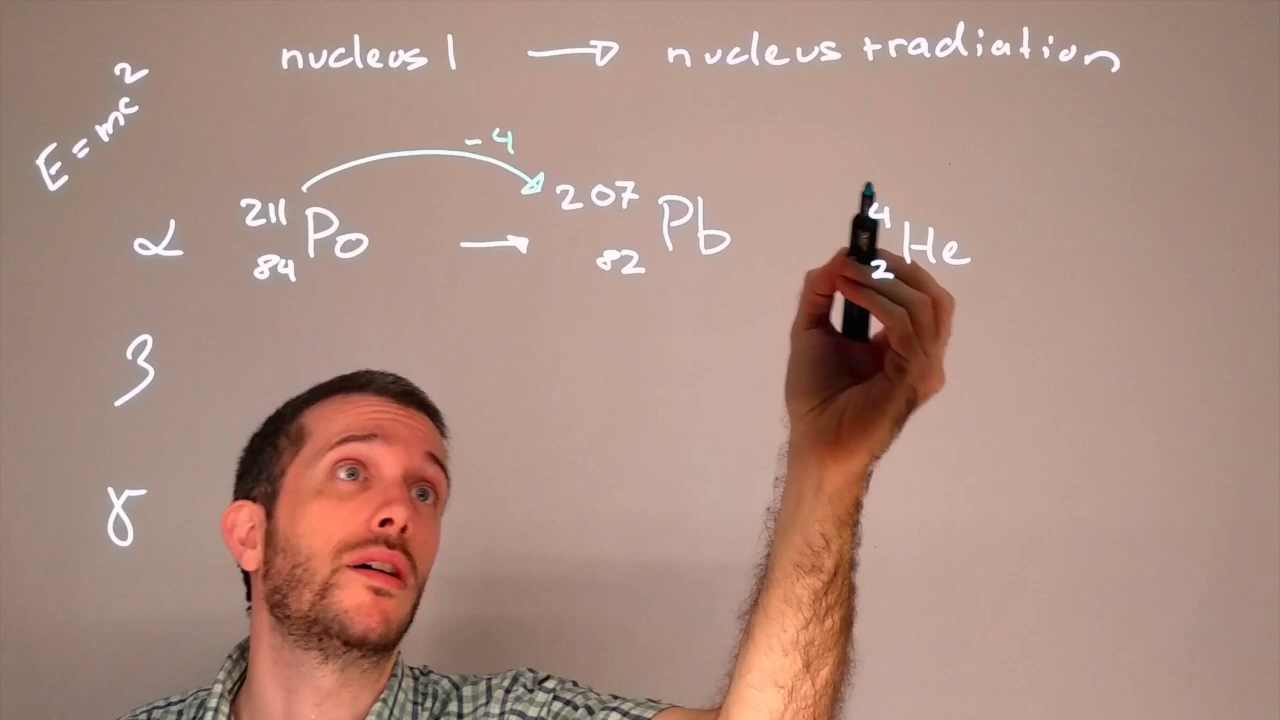 nucleus 1 → nucleus + radiation
E = mc²
-4
α ²¹¹₈₄Po → ²⁰⁷₈₂Pb ⁴₂He
β
γ